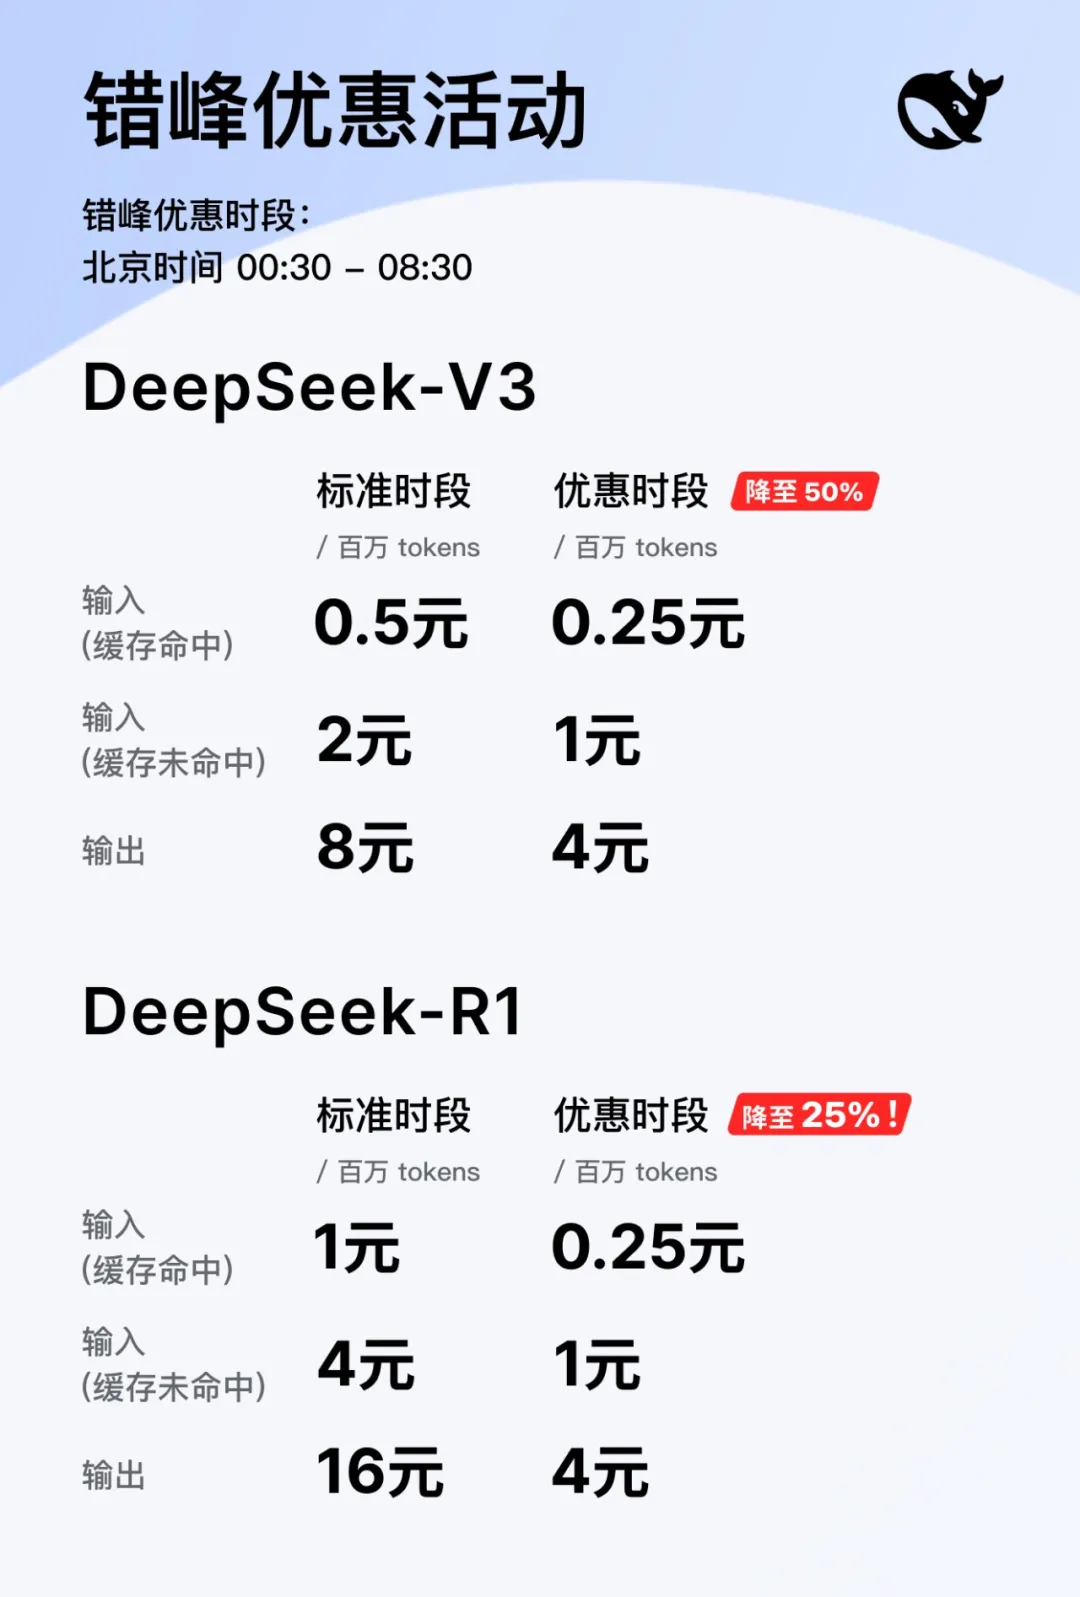 错峰优惠活动
错峰优惠时段：
北京时间 00:30 – 08:30
DeepSeek-V3
标准时段 优惠时段 降至 50%
/ 百万 tokens / 百万 tokens
输入
(缓存命中)
0.5元 0.25元
输入
(缓存未命中)
2元 1元
输出 8元 4元
DeepSeek-R1
标准时段 优惠时段 降至 25%！
/ 百万 tokens / 百万 tokens
输入
(缓存命中)
1元 0.25元
输入
(缓存未命中)
4元 1元
输出 16元 4元